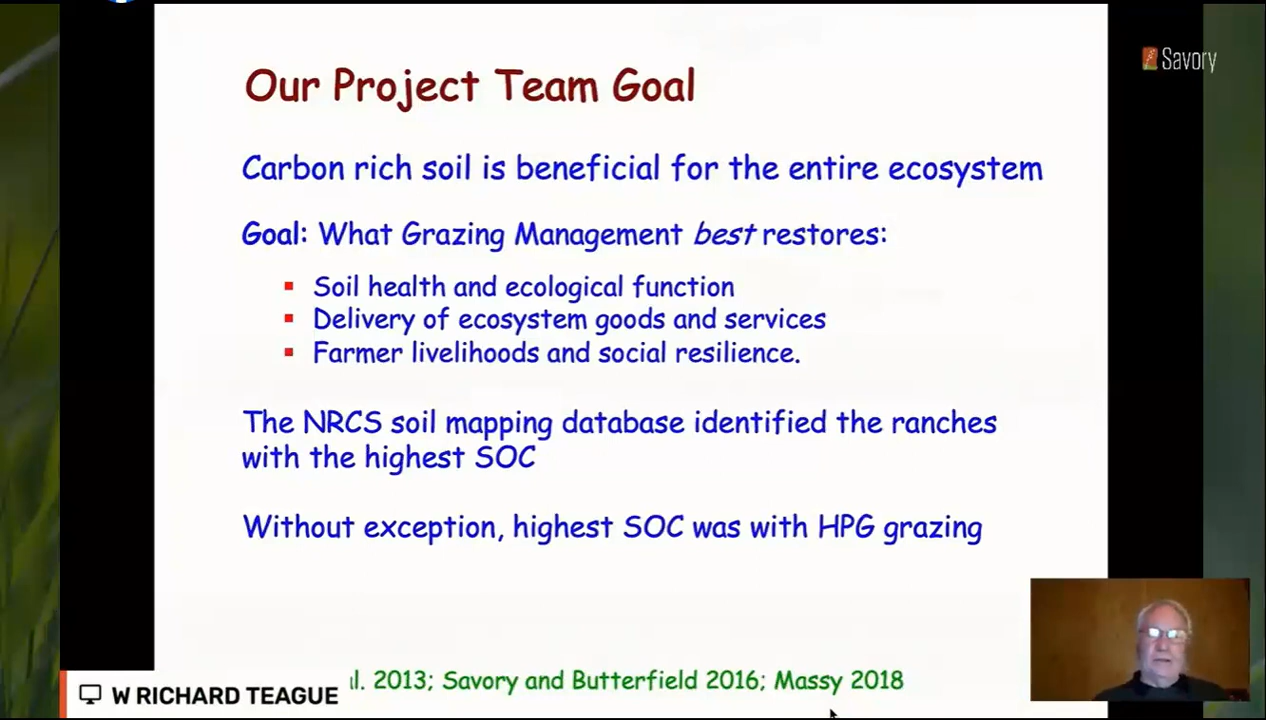 Our Project Team Goal
Savory
Carbon rich soil is beneficial for the entire ecosystem
Goal: What Grazing Management best restores:
Soil health and ecological function
Delivery of ecosystem goods and services
Farmer livelihoods and social resilience.
The NRCS soil mapping database identified the ranches
with the highest SOC
Without exception, highest SOC was with HPG grazing
l. 2013; Savory and Butterfield 2016; Massy 2018
W RICHARD TEAGUE